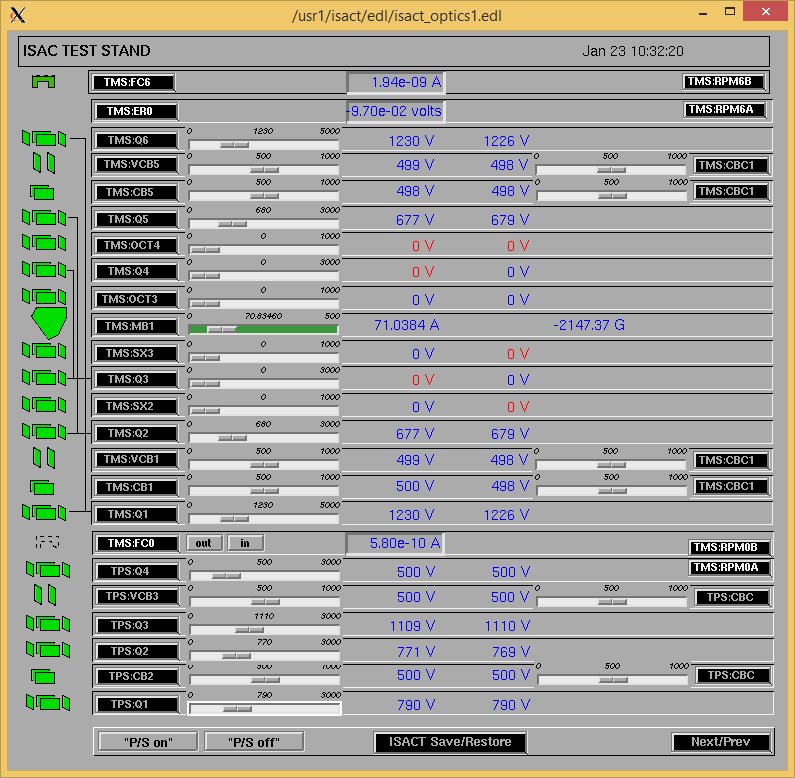 /usr1/isact/edl/isact_optics1.edl
ISAC TEST STAND Jan 23 10:32:20
TMS:FC6 1.94e-09 A TMS:RPM6B
TMS:ER0 -9.70e-02 volts TMS:RPM6A
0 1230 5000
TMS:Q6 1230 V 1226 V
0 500 1000 0 500 1000
TMS:VCB5 499 V 498 V TMS:CBC1
0 500 1000 0 500 1000
TMS:CB5 498 V 498 V TMS:CBC1
0 680 3000
TMS:Q5 677 V 679 V
0 0 1000
TMS:OCT4 0 V 0 V
0 0 3000
TMS:Q4 0 V 0 V
0 0 1000
TMS:OCT3 0 V 0 V
0 70.83460 500
TMS:MB1 71.0384 A -2147.37 G
0 0 1000
TMS:SX3 0 V 0 V
0 0 3000
TMS:Q3 0 V 0 V
0 0 1000
TMS:SX2 0 V 0 V
0 680 3000
TMS:Q2 677 V 679 V
0 500 1000 0 500 1000
TMS:VCB1 499 V 498 V TMS:CBC1
0 500 1000 0 500 1000
TMS:CB1 500 V 498 V TMS:CBC1
0 1230 5000
TMS:Q1 1230 V 1226 V
TMS:FC0 out in 5.80e-10 A TMS:RPM0B
0 500 3000 TMS:RPM0A
TPS:Q4 500 V 500 V
0 500 1000 0 500 1000
TPS:VCB3 500 V 500 V TPS:CBC
0 1110 3000
TPS:Q3 1109 V 1110 V
0 770 3000
TPS:Q2 771 V 769 V
0 500 1000 0 500 1000
TPS:CB2 500 V 500 V TPS:CBC
0 790 3000
TPS:Q1 790 V 790 V
"P/S on" "P/S off" ISACT Save/Restore Next/Prev